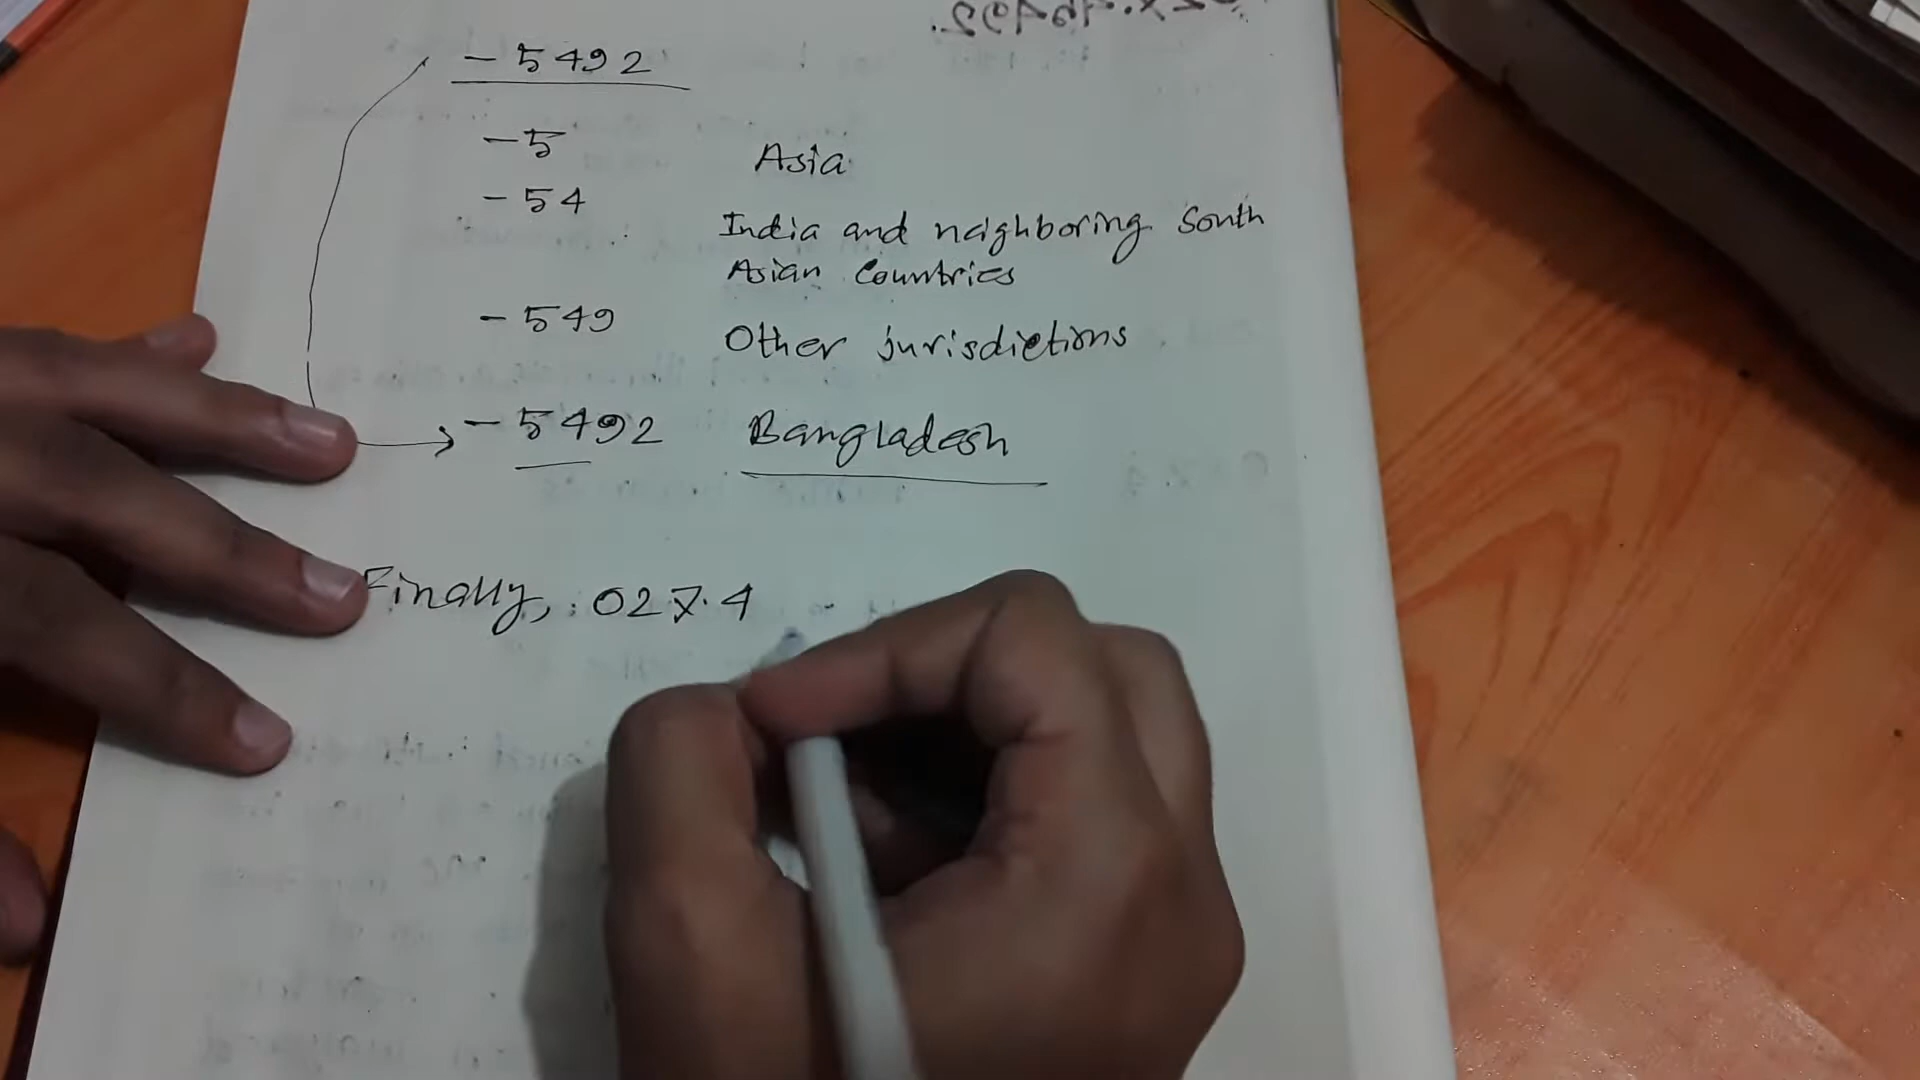 - 5492
- 5 Asia
- 54 India and neighboring South
Asian Countries
- 549 Other jurisdictions
- 5492 Bangladesh
Finally, : 027.4